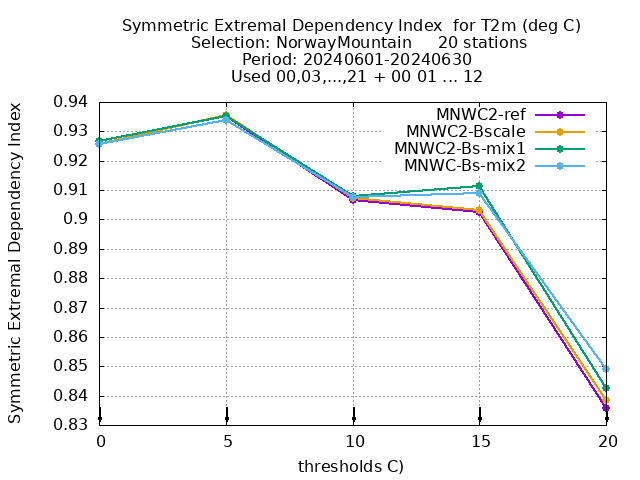 Symmetric Extremal Dependency Index  for T2m (deg C)
Selection: NorwayMountain     20 stations
Period: 20240601-20240630
Used 00,03,...,21 + 00 01 ... 12
Symmetric Extremal Dependency Index
0.94
0.93
0.92
0.91
0.9
0.89
0.88
0.87
0.86
0.85
0.84
0.83
MNWC2-ref
MNWC2-Bscale
MNWC2-Bs-mix1
MNWC-Bs-mix2
0 5 10 15 20
thresholds C)